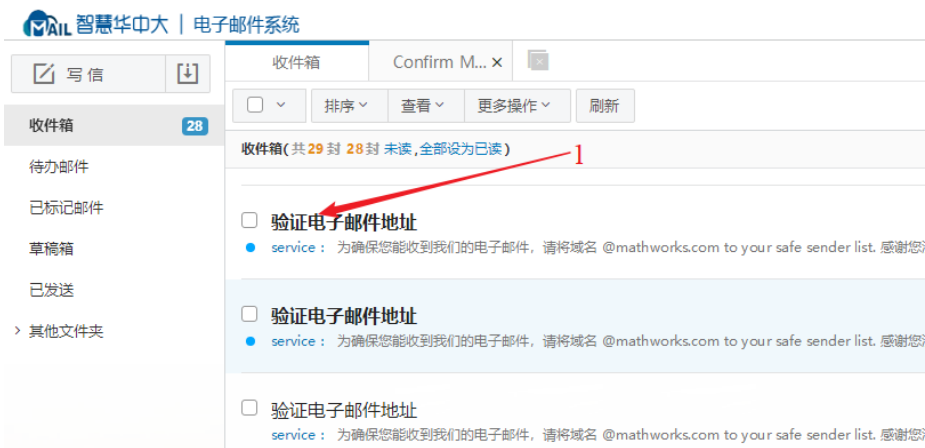 MAIL 智慧华中大 | 电子邮件系统
写信
收件箱 Confirm M... ×
排序 查看 更多操作 刷新
收件箱 28
收件箱(共29封 28封 未读,全部设为已读)
1
待办邮件
已标记邮件
草稿箱
已发送
其他文件夹
验证电子邮件地址
service： 为确保您能收到我们的电子邮件，请将域名 @mathworks.com to your safe sender list. 感谢您
验证电子邮件地址
service： 为确保您能收到我们的电子邮件，请将域名 @mathworks.com to your safe sender list. 感谢您
验证电子邮件地址
service： 为确保您能收到我们的电子邮件，请将域名 @mathworks.com to your safe sender list. 感谢您